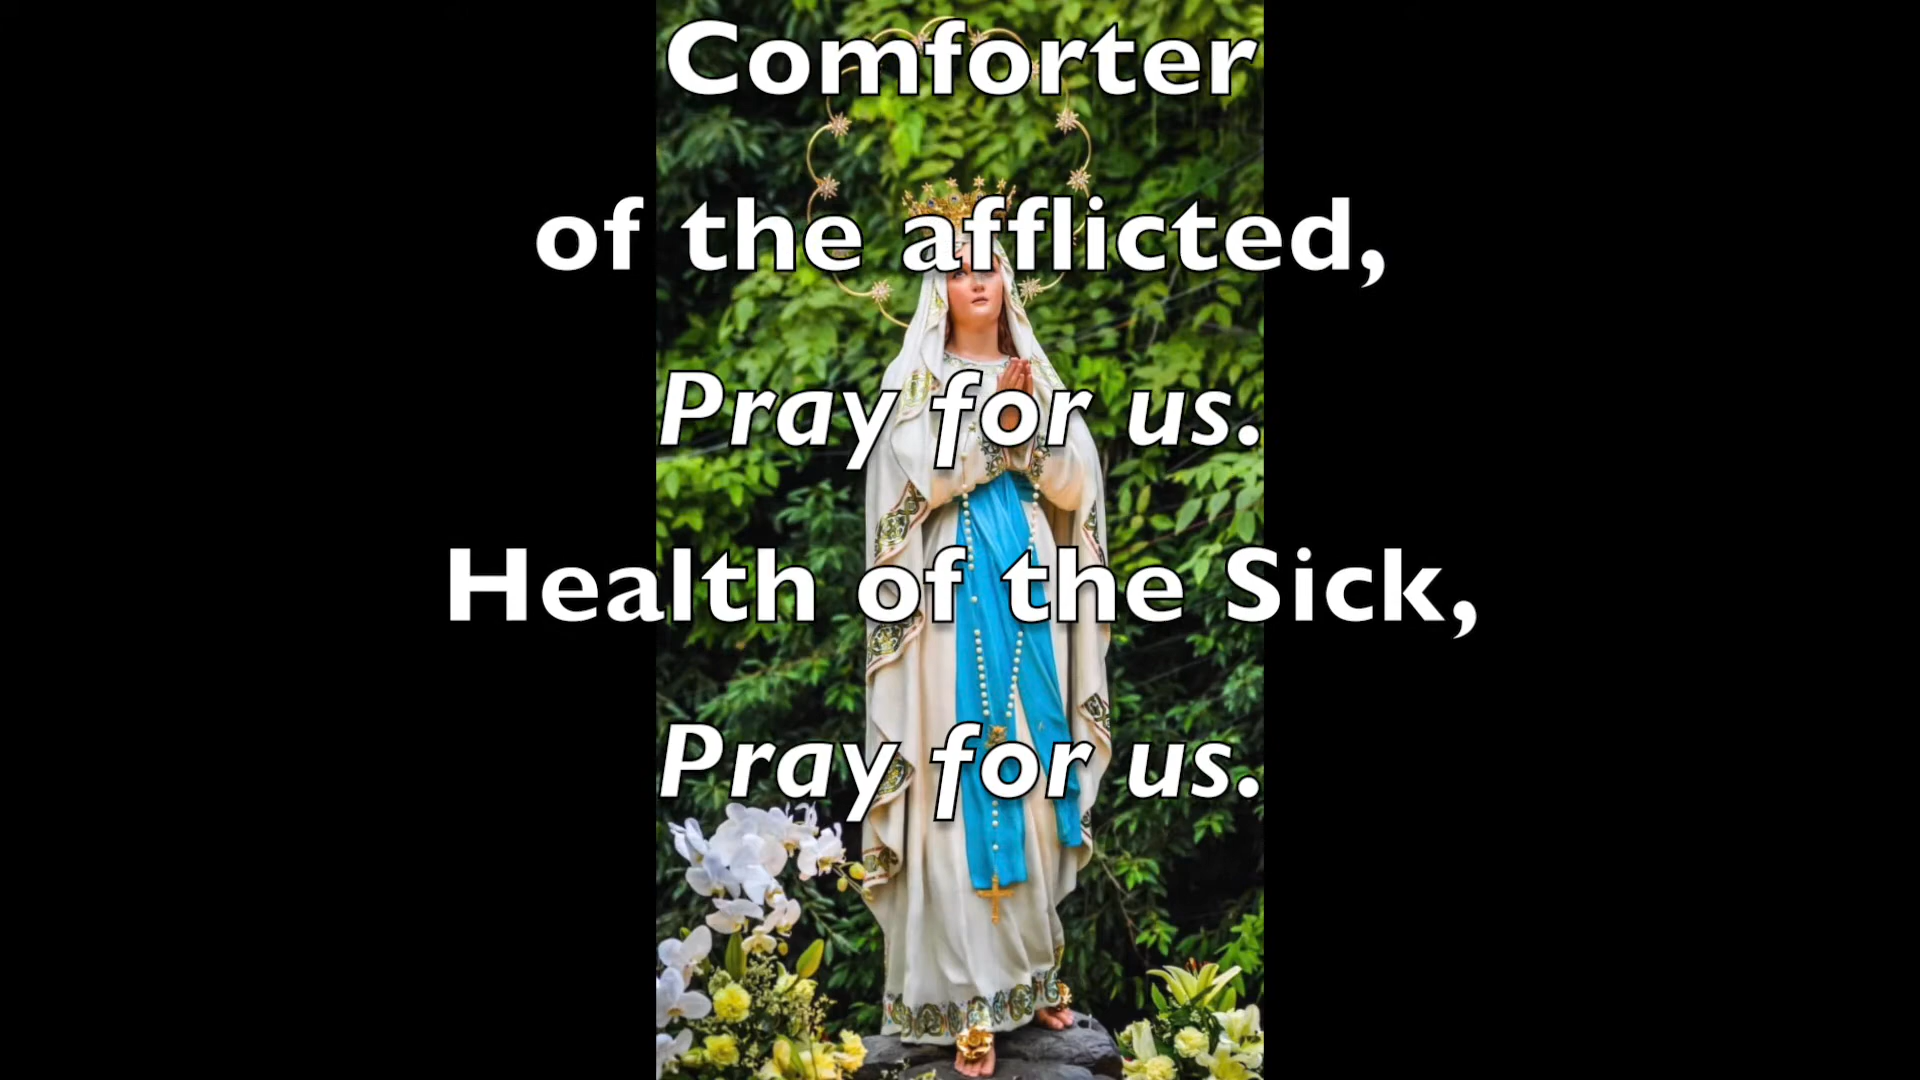 Comforter
of the afflicted,
Pray for us.
Health of the Sick,
Pray for us.